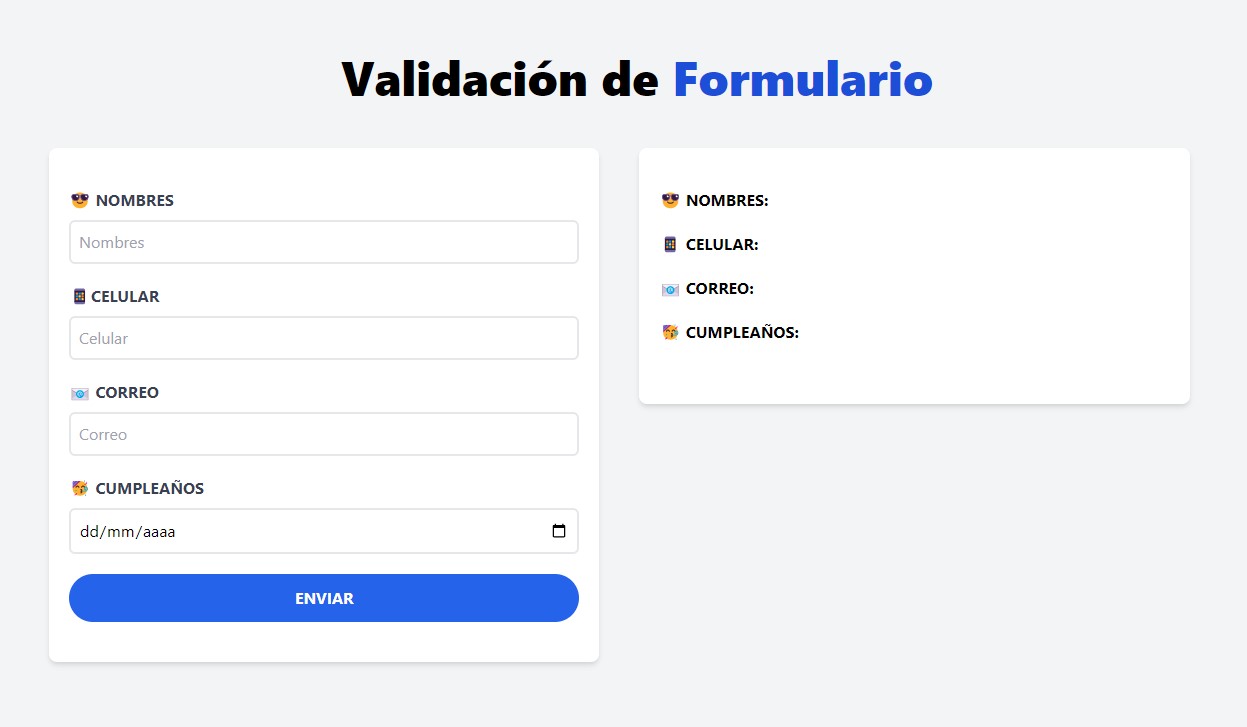 Validación de Formulario
😎 NOMBRES
Nombres
📱 CELULAR
Celular
📧 CORREO
Correo
🥳 CUMPLEAÑOS
dd/mm/aaaa
ENVIAR
😎 NOMBRES:
📱 CELULAR:
📧 CORREO:
🥳 CUMPLEAÑOS: